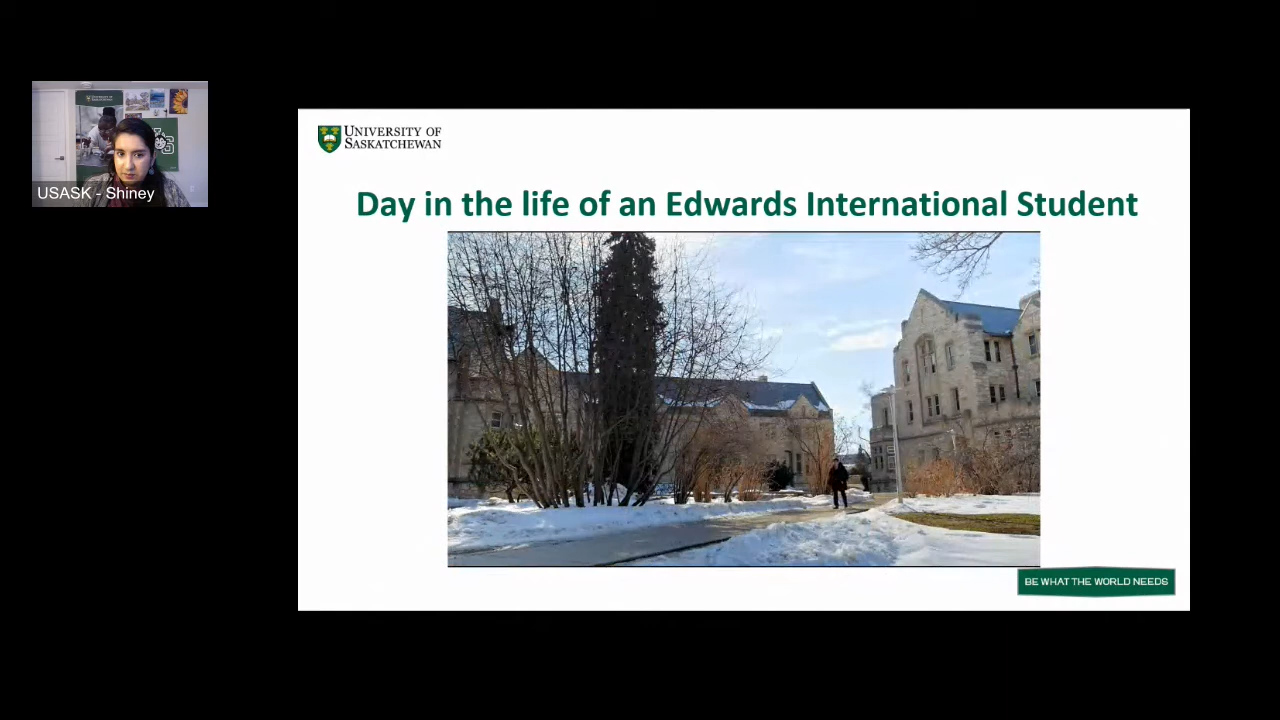 USASK - Shiney
UNIVERSITY OF
SASKATCHEWAN
Day in the life of an Edwards International Student
BE WHAT THE WORLD NEEDS